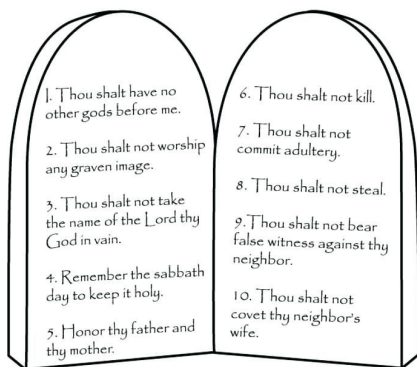 1. Thou shalt have no
other gods before me.
2. Thou shalt not worship
any graven image.
3. Thou shalt not take
the name of the Lord thy
God in vain.
4. Remember the sabbath
day to keep it holy.
5. Honor thy father and
thy mother.
6. Thou shalt not kill.
7. Thou shalt not
commit adultery.
8. Thou shalt not steal.
9. Thou shalt not bear
false witness against thy
neighbor.
10. Thou shalt not
covet thy neighbor's
wife.